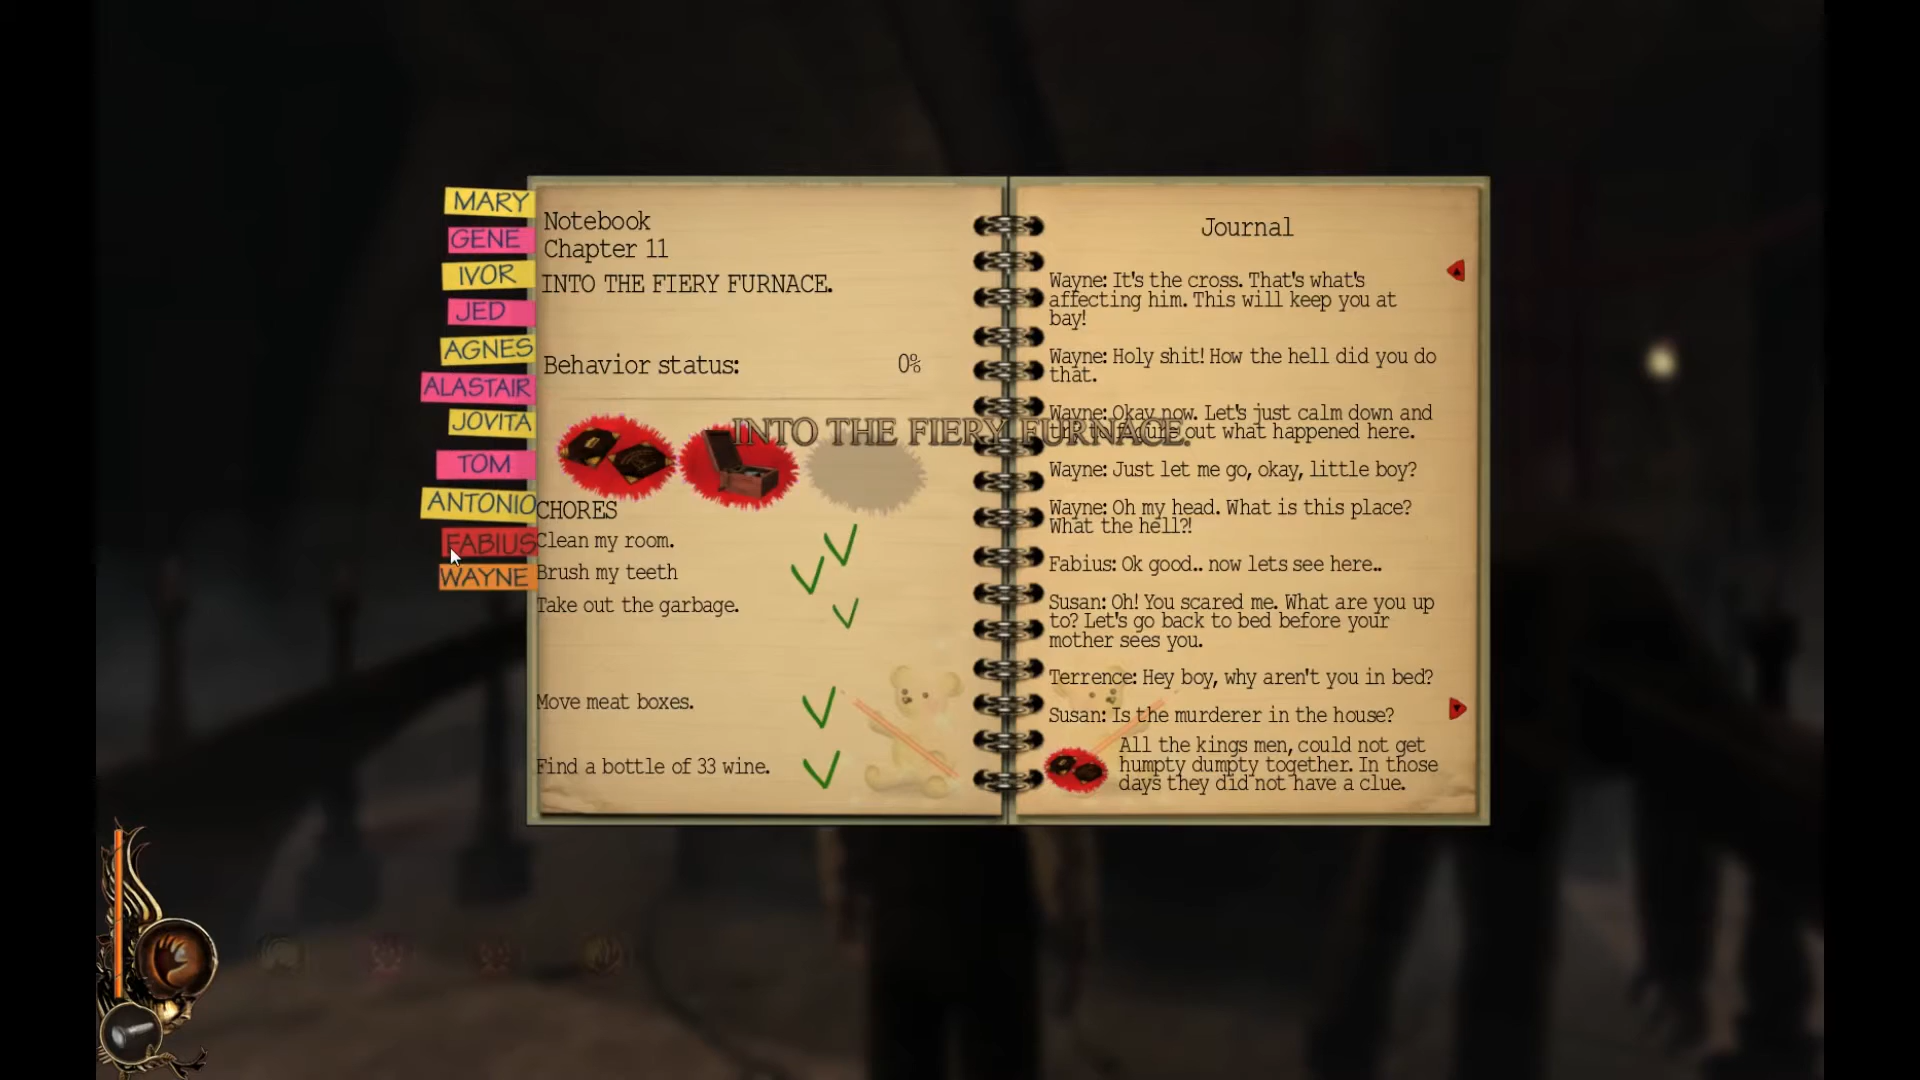 MARY
GENE
IVOR
JED
AGNES
ALASTAIR
JOVITA
TOM
ANTONIO
FABIUS
WAYNE
Notebook
Chapter 11
INTO THE FIERY FURNACE.
Behavior status: 0%
INTO THE FIERY FURNACE.
CHORES
Clean my room.
Brush my teeth
Take out the garbage.
Move meat boxes.
Find a bottle of 33 wine.
Journal
Wayne: It's the cross. That's what's
affecting him. This will keep you at
bay!
Wayne: Holy shit! How the hell did you do
that.
Wayne: Okay now. Let's just calm down and
out what happened here.
Wayne: Just let me go, okay, little boy?
Wayne: Oh my head. What is this place?
What the hell?!
Fabius: Ok good.. now lets see here..
Susan: Oh! You scared me. What are you up
to? Let's go back to bed before your
mother sees you.
Terrence: Hey boy, why aren't you in bed?
Susan: Is the murderer in the house?
All the kings men, could not get
humpty dumpty together. In those
days they did not have a clue.